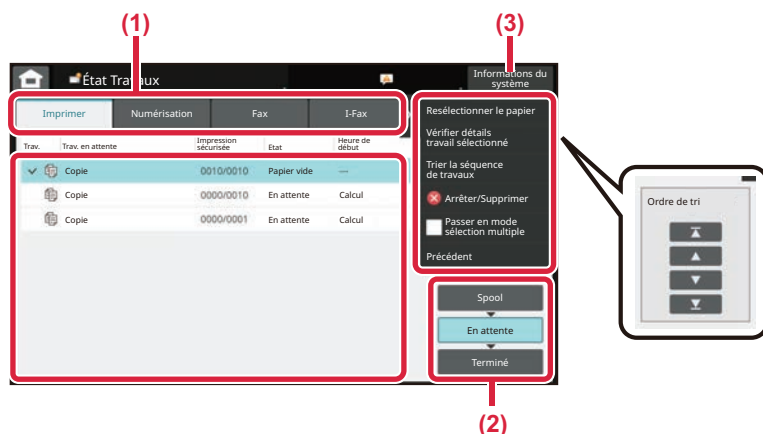 (1)
(3)
État Travaux
Informations du
système
Imprimer
Numérisation
Fax
I-Fax
Trav.
Trav. en attente
Impression
sécurisée
Etat
Heure de
début
Copie 0010/0010 Papier vide ---
Copie 0000/0010 En attente Calcul
Copie 0000/0001 En attente Calcul
Resélectionner le papier
Vérifier détails
travail sélectionné
Trier la séquence
de travaux
Arrêter/Supprimer
Passer en mode
sélection multiple
Précédent
Spool
En attente
Terminé
(2)
Ordre de tri